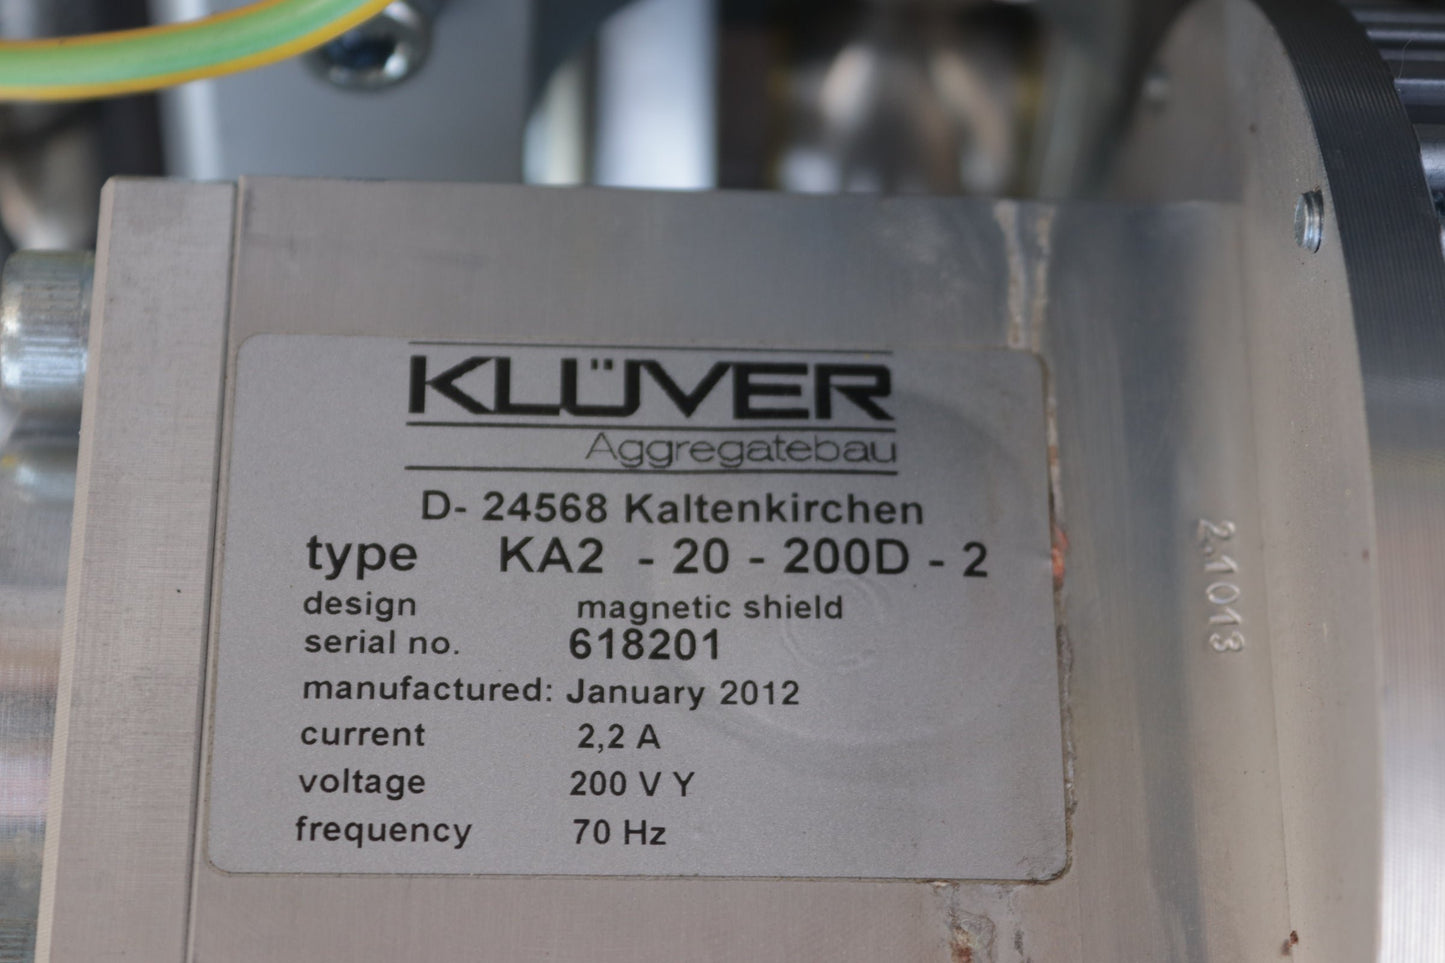 KLÜVER
Aggregatebau
D- 24568 Kaltenkirchen
type KA2 - 20 - 200D - 2
design magnetic shield
serial no. 618201
manufactured: January 2012
current 2,2 A
voltage 200 V Y
frequency 70 Hz
2.1013